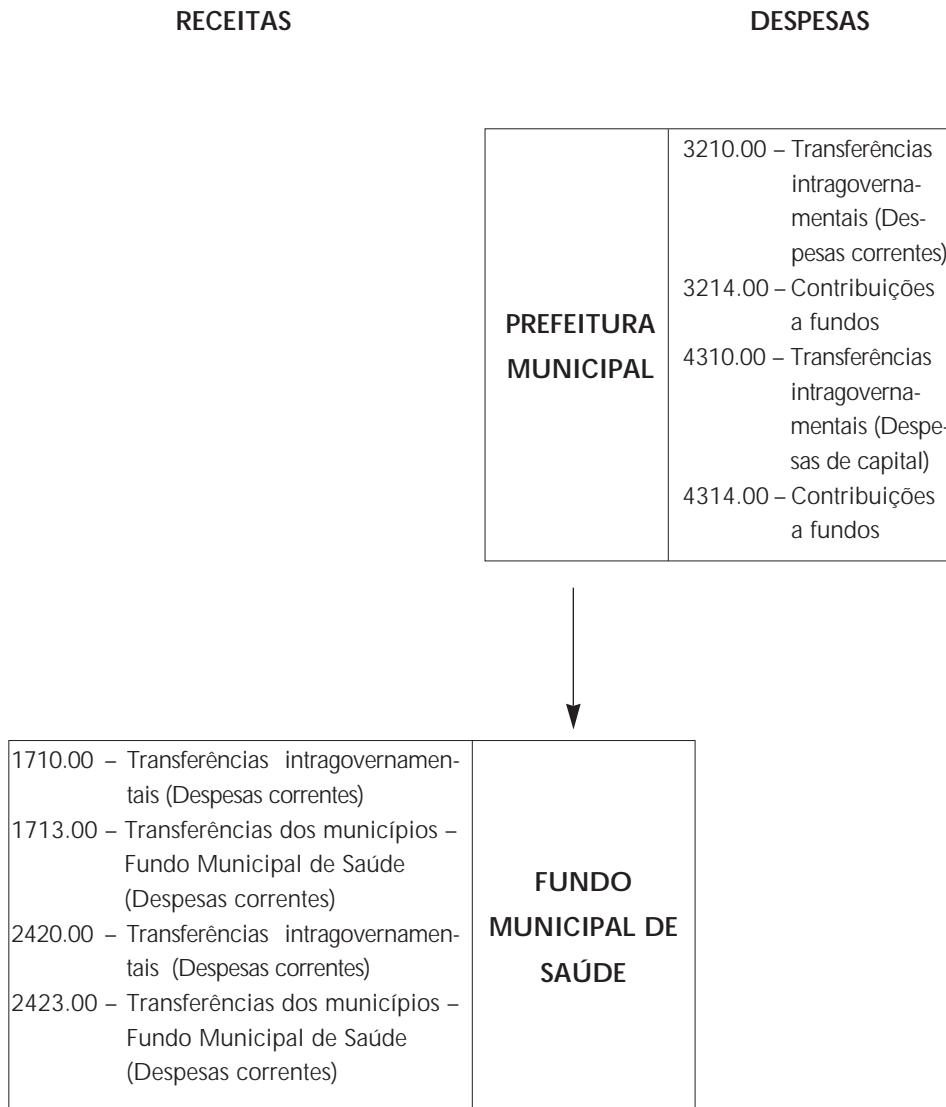 RECEITAS
DESPESAS
PREFEITURA
MUNICIPAL
3210.00 – Transferências
intragoverna-
mentais (Des-
pesas correntes)
3214.00 – Contribuições
a fundos
4310.00 – Transferências
intragoverna-
mentais (Despe-
sas de capital)
4314.00 – Contribuições
a fundos
1710.00 – Transferências intragovernamen-
tais (Despesas correntes)
1713.00 – Transferências dos municípios –
Fundo Municipal de Saúde
(Despesas correntes)
2420.00 – Transferências intragovernamen-
tais (Despesas correntes)
2423.00 – Transferências dos municípios –
Fundo Municipal de Saúde
(Despesas correntes)
FUNDO
MUNICIPAL DE
SAÚDE